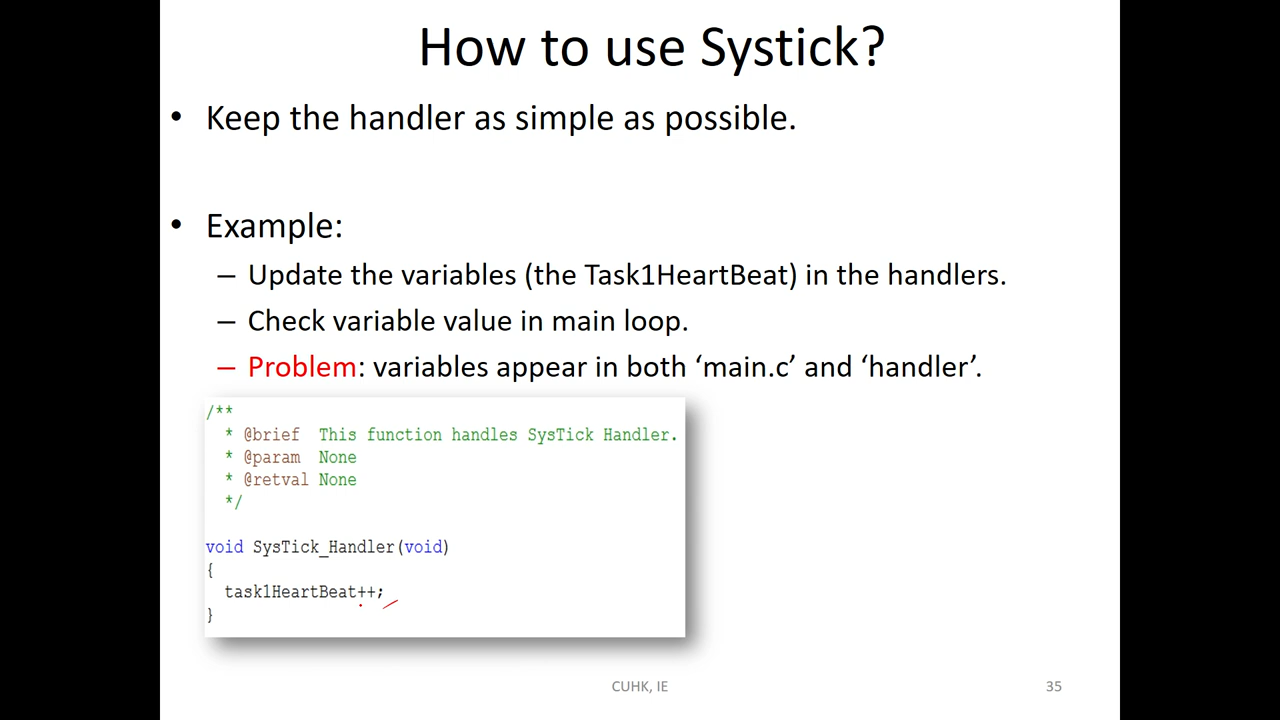 How to use Systick?
• Keep the handler as simple as possible.
• Example:
– Update the variables (the Task1HeartBeat) in the handlers.
– Check variable value in main loop.
– Problem: variables appear in both ‘main.c’ and ‘handler’.
/**
* @brief This function handles SysTick Handler.
* @param None
* @retval None
*/
void SysTick_Handler(void)
{
task1HeartBeat++;
}
CUHK, IE
35